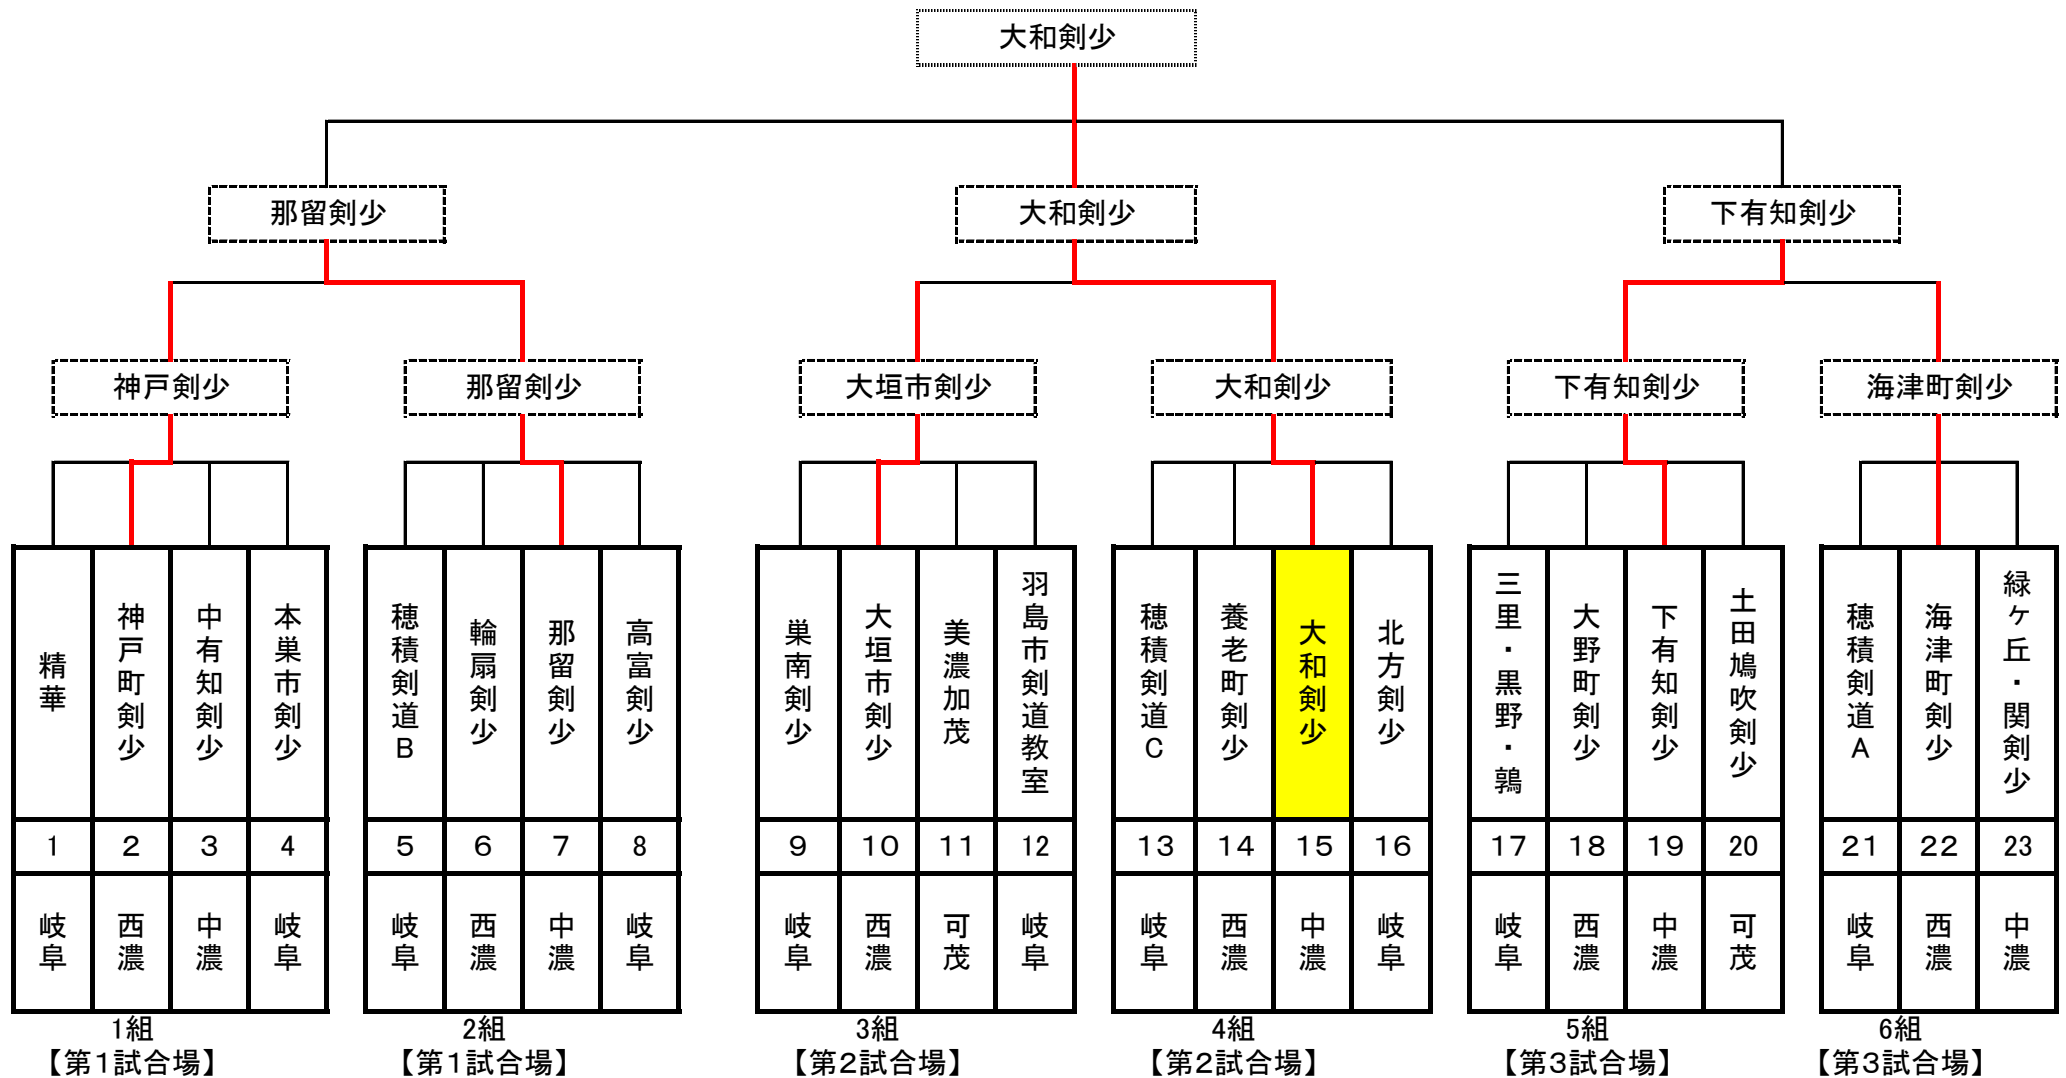 大和剣少
那留剣少
大和剣少
下有知剣少
神戸剣少
那留剣少
大垣市剣少
大和剣少
下有知剣少
海津町剣少
精華
神戸町剣少
中有知剣少
本巣市剣少
穂積剣道B
輪扇剣少
那留剣少
高富剣少
巣南剣少
大垣市剣少
美濃加茂
羽島市剣道教室
穂積剣道C
養老町剣少
大和剣少
北方剣少
三里・黒野・鶉
大野町剣少
下有知剣少
土田鳩吹剣少
穂積剣道A
海津町剣少
緑ヶ丘・関剣少
1 2 3 4 5 6 7 8 9 10 11 12 13 14 15 16 17 18 19 20 21 22 23
岐阜 西濃 中濃 岐阜 岐阜 西濃 中濃 岐阜 岐阜 西濃 可茂 岐阜 岐阜 西濃 中濃 岐阜 岐阜 西濃 中濃 可茂 岐阜 西濃 中濃
1組 2組 3組 4組 5組 6組
【第1試合場】 【第1試合場】 【第2試合場】 【第2試合場】 【第3試合場】 【第3試合場】